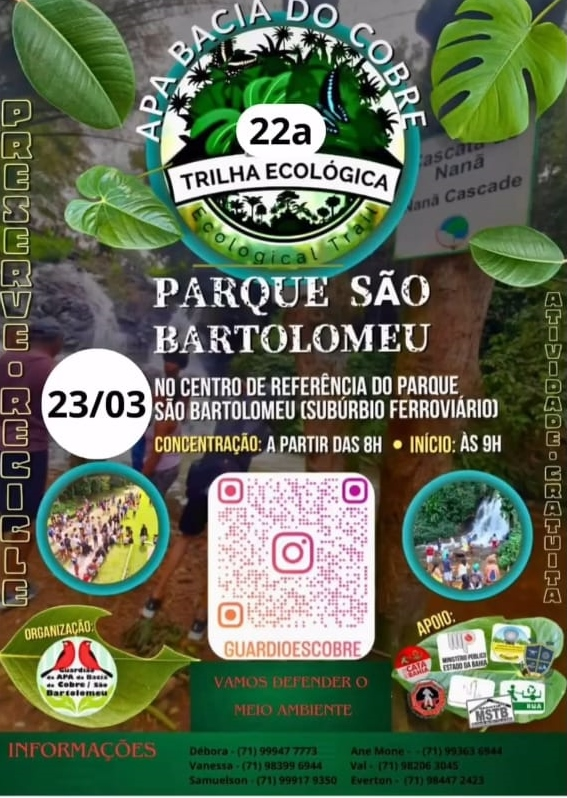 APA BACIA DO COBRE
22a
TRILHA ECOLÓGICA
Ecological Trail
Cascata
Nanã
Nanã Cascade
PRESERVE·RECICLE
PARQUE SÃO
BARTOLOMEU
23/03
NO CENTRO DE REFERÊNCIA DO PARQUE
SÃO BARTOLOMEU (SUBÚRBIO FERROVIÁRIO)
CONCENTRAÇÃO: A PARTIR DAS 8H • INÍCIO: ÀS 9H
ATIVIDADE·GRATUITA
GUARDIOESCOBRE
ORGANIZAÇÃO:
Guardiã
da APA da Bacia
do Cobre / São
Bartolomeu
APOIO:
MINISTÉRIO PÚBLICO
ESTADO DA BAHIA
CATA
MSTB
RUA
VAMOS DEFENDER O
MEIO AMBIENTE
INFORMAÇÕES
Débora - (71) 99947 7773
Vanessa - (71) 98399 6944
Samuelson - (71) 99917 9350
Ane Mone - - (71) 99363 6944
Val - (71) 98206 3045
Everton - (71) 98447 2423